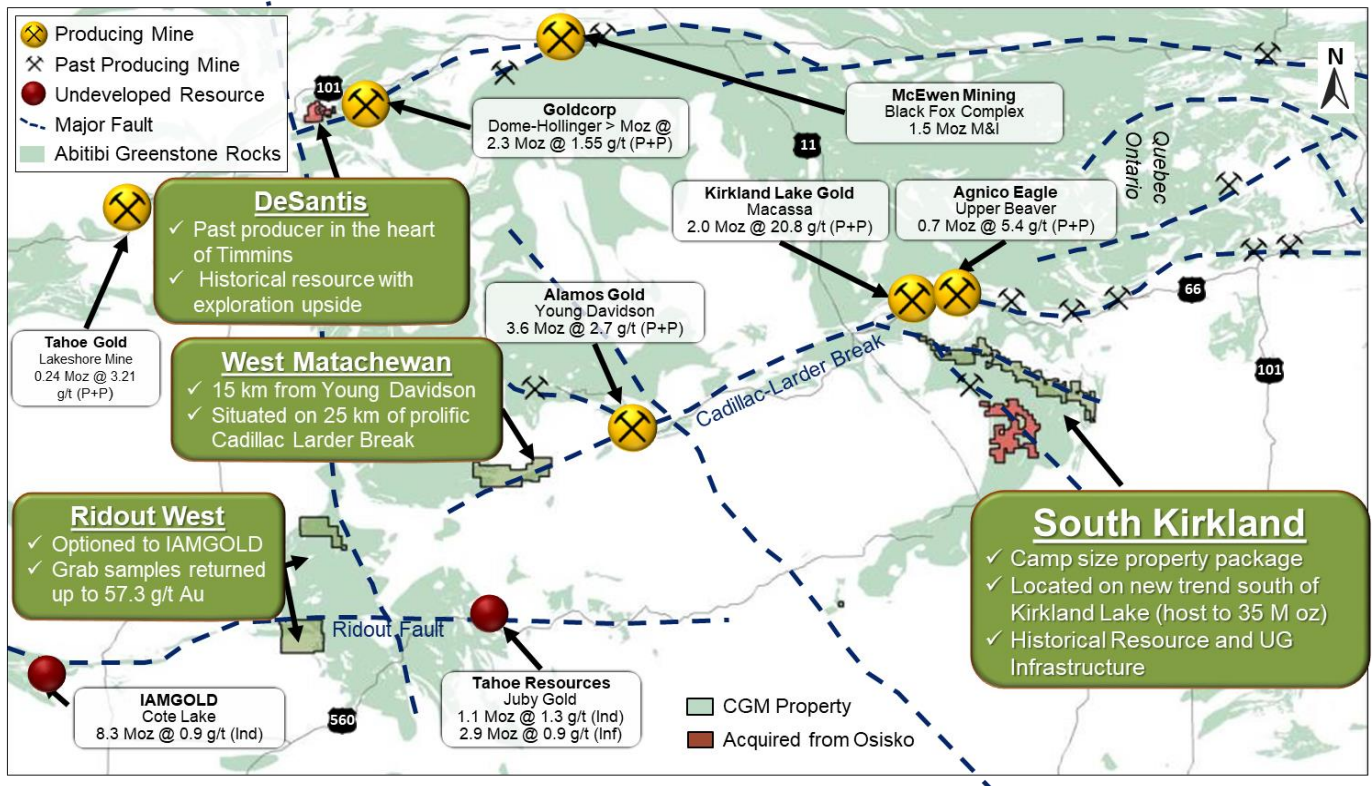 Producing Mine
Past Producing Mine
Undeveloped Resource
Major Fault
Abitibi Greenstone Rocks
101
N
Goldcorp
Dome-Hollinger > Moz @
2.3 Moz @ 1.55 g/t (P+P)
McEwen Mining
Black Fox Complex
1.5 Moz M&I
11
Quebec
Ontario
DeSantis
✓ Past producer in the heart
of Timmins
✓ Historical resource with
exploration upside
Kirkland Lake Gold
Macassa
2.0 Moz @ 20.8 g/t (P+P)
Agnico Eagle
Upper Beaver
0.7 Moz @ 5.4 g/t (P+P)
66
Alamos Gold
Young Davidson
3.6 Moz @ 2.7 g/t (P+P)
Tahoe Gold
Lakeshore Mine
0.24 Moz @ 3.21
g/t (P+P)
West Matachewan
✓ 15 km from Young Davidson
✓ Situated on 25 km of prolific
Cadillac Larder Break
Cadillac-Larder Break
101
Ridout West
✓ Optioned to IAMGOLD
✓ Grab samples returned
up to 57.3 g/t Au
South Kirkland
✓ Camp size property package
✓ Located on new trend south of
Kirkland Lake (host to 35 M oz)
✓ Historical Resource and UG
Infrastructure
Ridout Fault
IAMGOLD
Cote Lake
8.3 Moz @ 0.9 g/t (Ind)
560
Tahoe Resources
Juby Gold
1.1 Moz @ 1.3 g/t (Ind)
2.9 Moz @ 0.9 g/t (Inf)
CGM Property
Acquired from Osisko